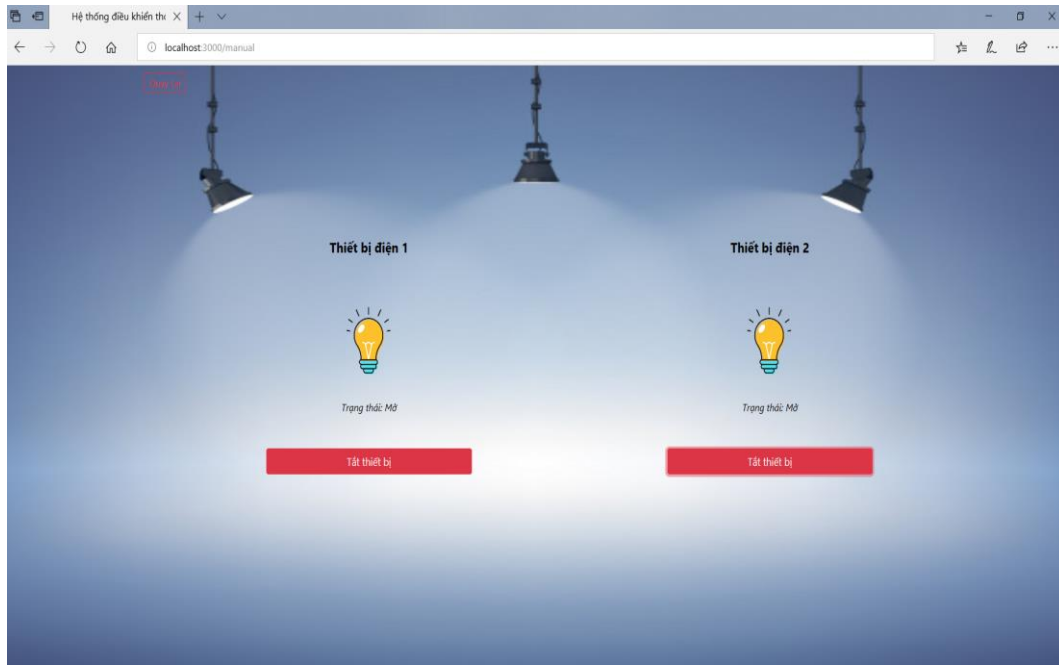 Hệ thống điều khiển thô
localhost:3000/manual
Thiết bị điện 1
Thiết bị điện 2
Trạng thái: Mở
Trạng thái: Mở
Tắt thiết bị
Tắt thiết bị